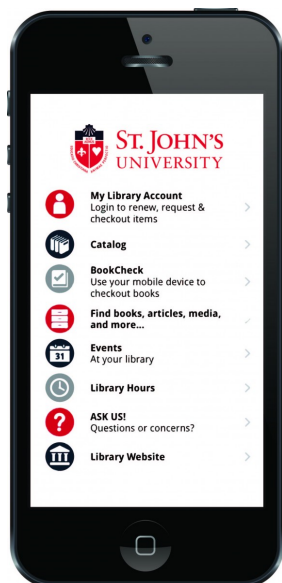 ST. JOHN'S
UNIVERSITY
My Library Account
Login to renew, request &
checkout items
Catalog
BookCheck
Use your mobile device to
checkout books
Find books, articles, media,
and more...
Events
31
At your library
Library Hours
?
ASK US!
Questions or concerns?
Library Website